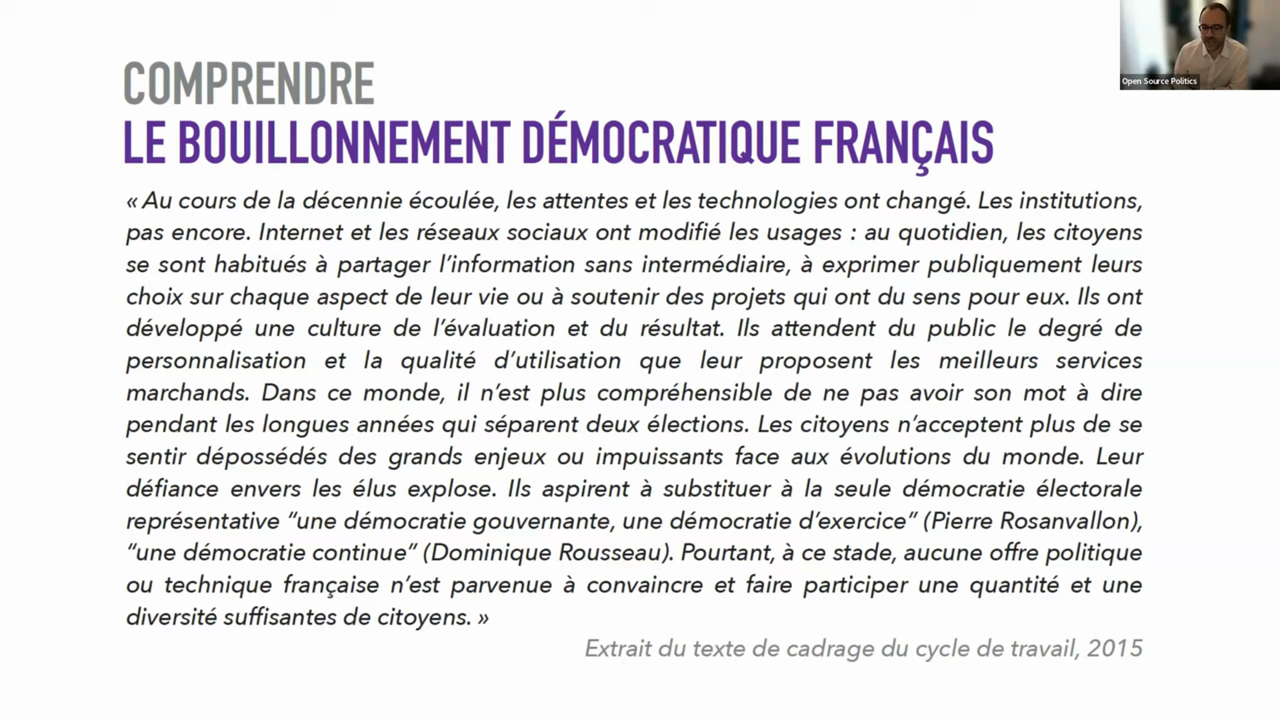 COMPRENDRE
LE BOUILLONNEMENT DÉMOCRATIQUE FRANÇAIS
« Au cours de la décennie écoulée, les attentes et les technologies ont changé. Les institutions,
pas encore. Internet et les réseaux sociaux ont modifié les usages : au quotidien, les citoyens
se sont habitués à partager l’information sans intermédiaire, à exprimer publiquement leurs
choix sur chaque aspect de leur vie ou à soutenir des projets qui ont du sens pour eux. Ils ont
développé une culture de l’évaluation et du résultat. Ils attendent du public le degré de
personnalisation et la qualité d’utilisation que leur proposent les meilleurs services
marchands. Dans ce monde, il n’est plus compréhensible de ne pas avoir son mot à dire
pendant les longues années qui séparent deux élections. Les citoyens n’acceptent plus de se
sentir dépossédés des grands enjeux ou impuissants face aux évolutions du monde. Leur
défiance envers les élus explose. Ils aspirent à substituer à la seule démocratie électorale
représentative “une démocratie gouvernante, une démocratie d’exercice” (Pierre Rosanvallon),
“une démocratie continue” (Dominique Rousseau). Pourtant, à ce stade, aucune offre politique
ou technique française n’est parvenue à convaincre et faire participer une quantité et une
diversité suffisantes de citoyens. »
Extrait du texte de cadrage du cycle de travail, 2015
Open Source Politics